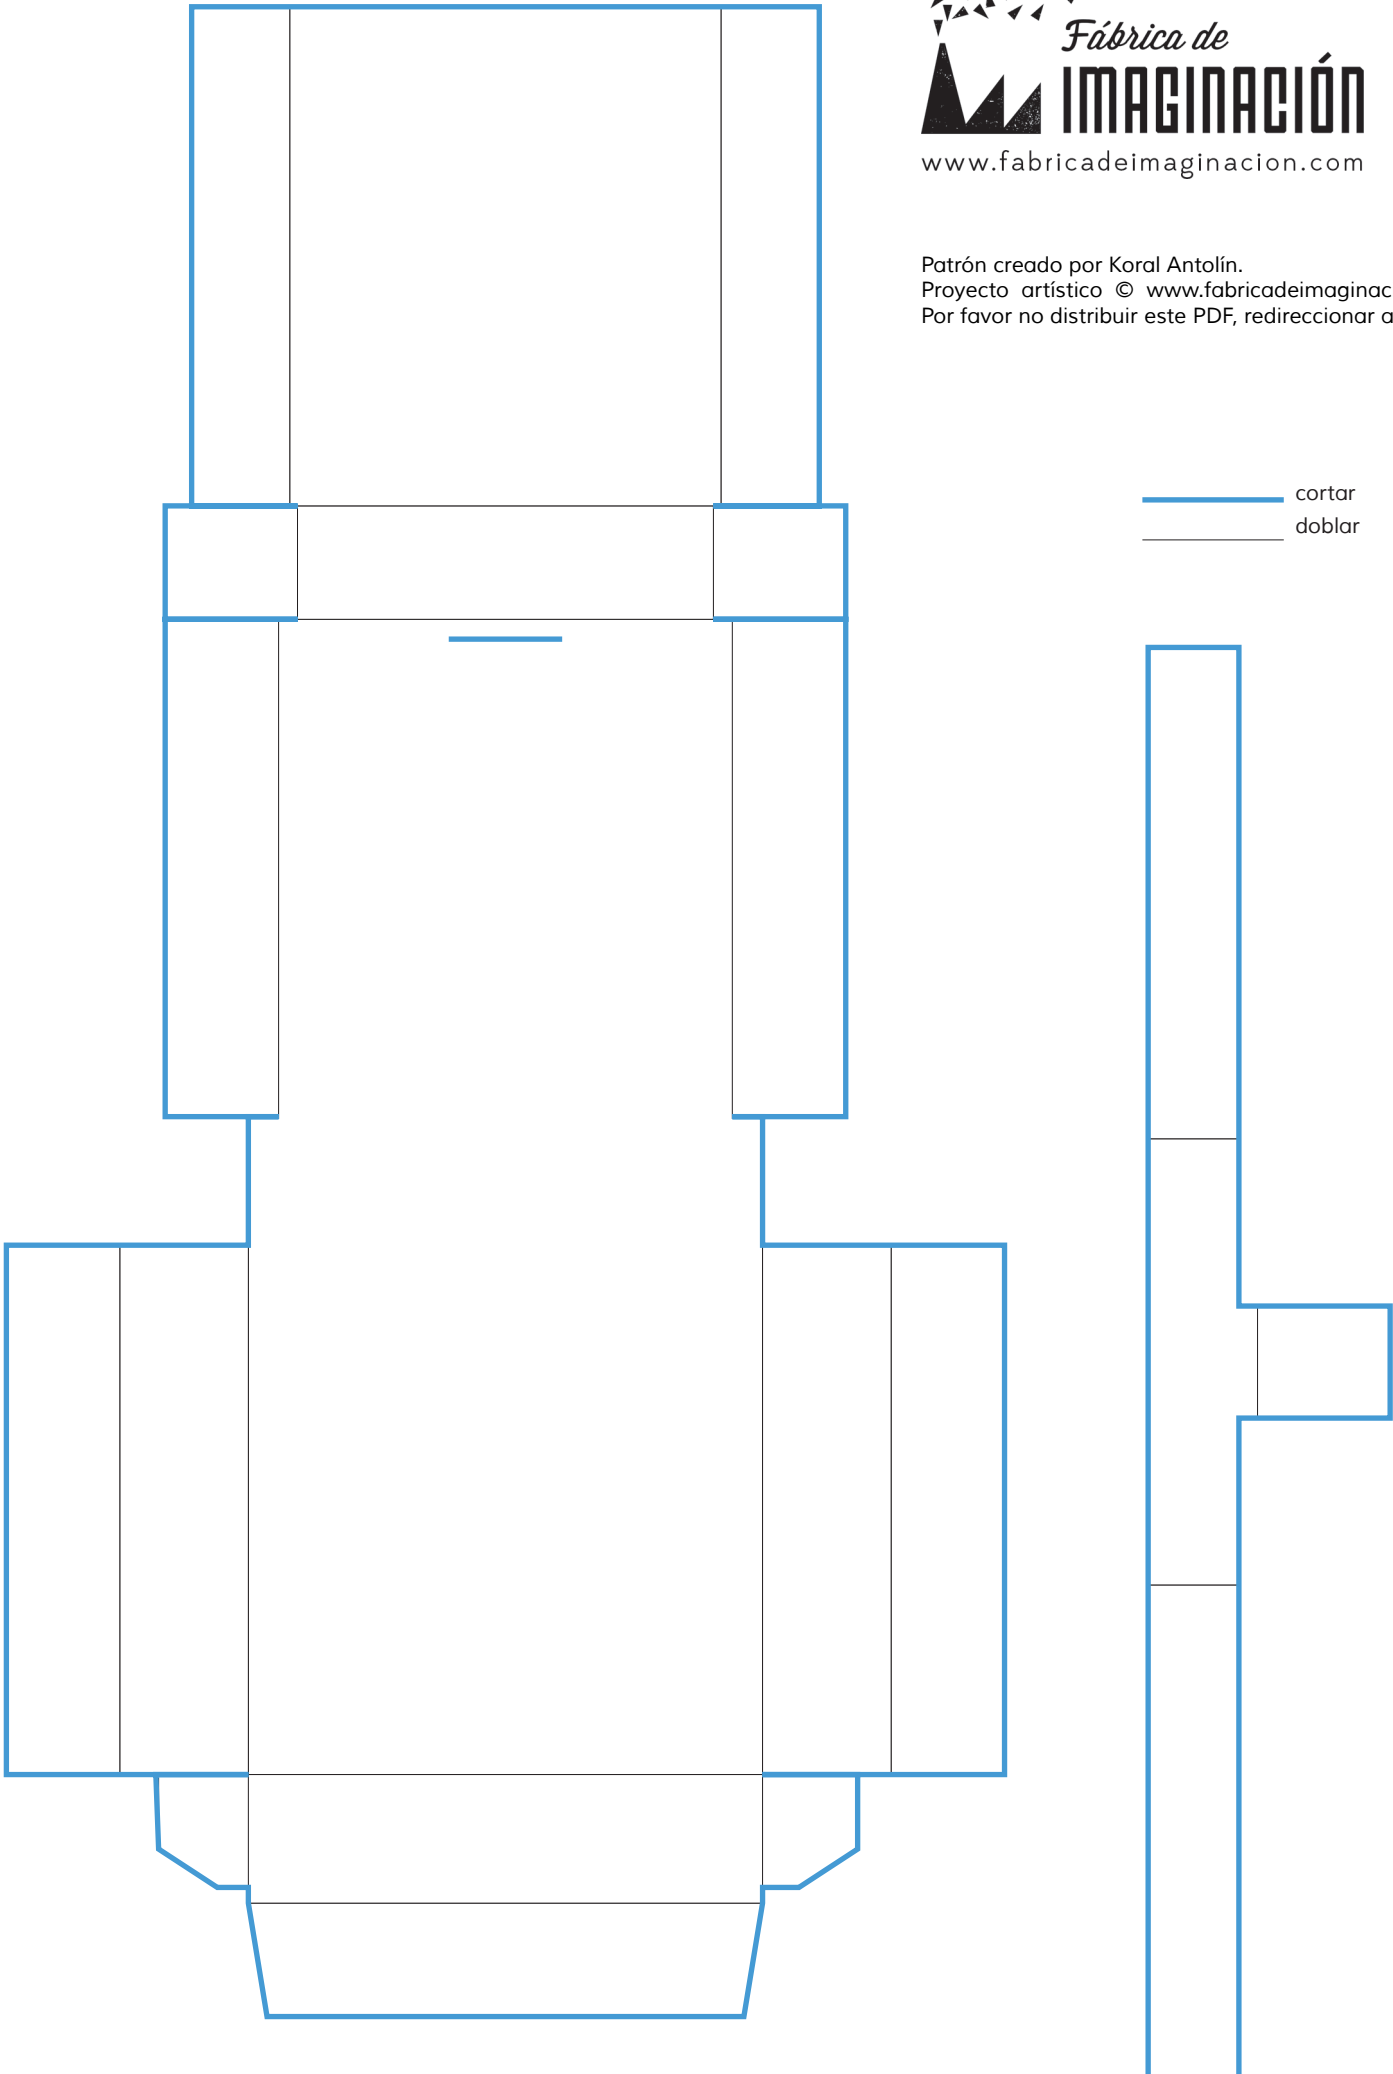 Fábrica de
IMAGINACIÓN
www.fabricadeimaginacion.com
Patrón creado por Koral Antolín.
Proyecto artístico © www.fabricadeimaginac
Por favor no distribuir este PDF, redireccionar a
cortar
doblar